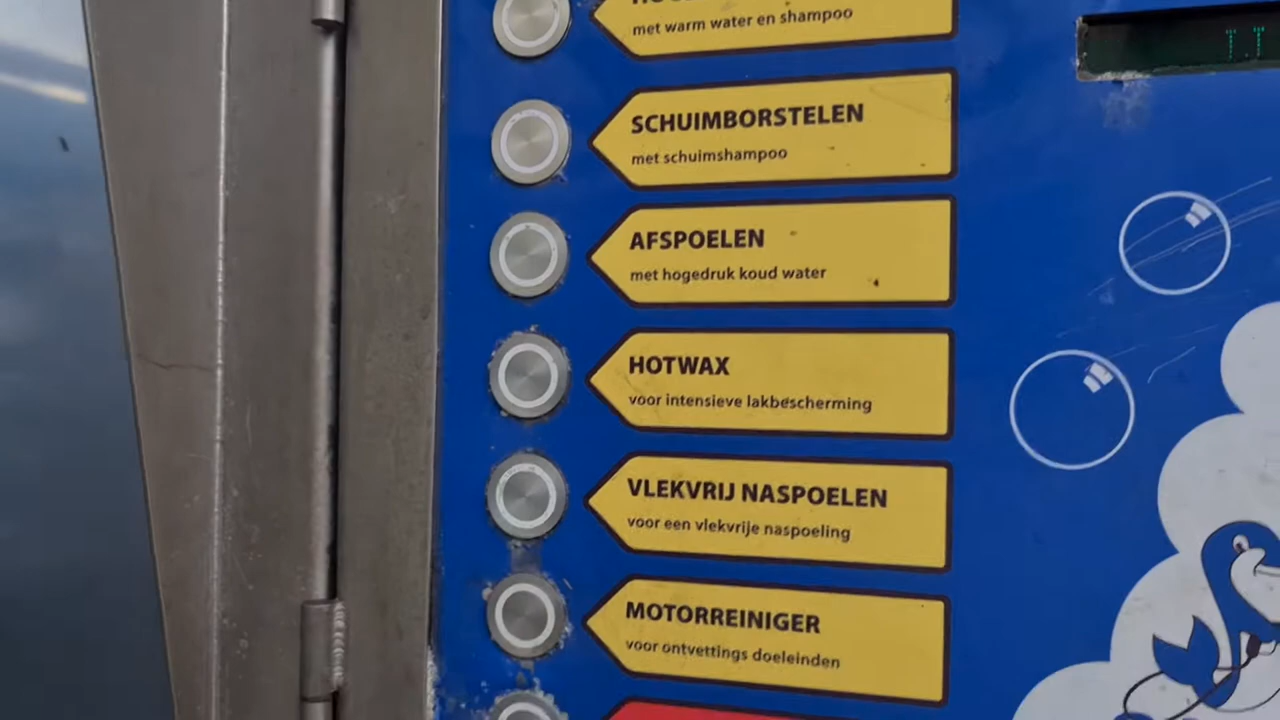 met warm water en shampoo
SCHUIMBORSTELEN
met schuimshampoo
AFSPOELEN
met hogedruk koud water
HOTWAX
voor intensieve lakbescherming
VLEKVRIJ NASPOELEN
voor een vlekvrije naspoeling
MOTORREINIGER
voor ontvettings doeleinden